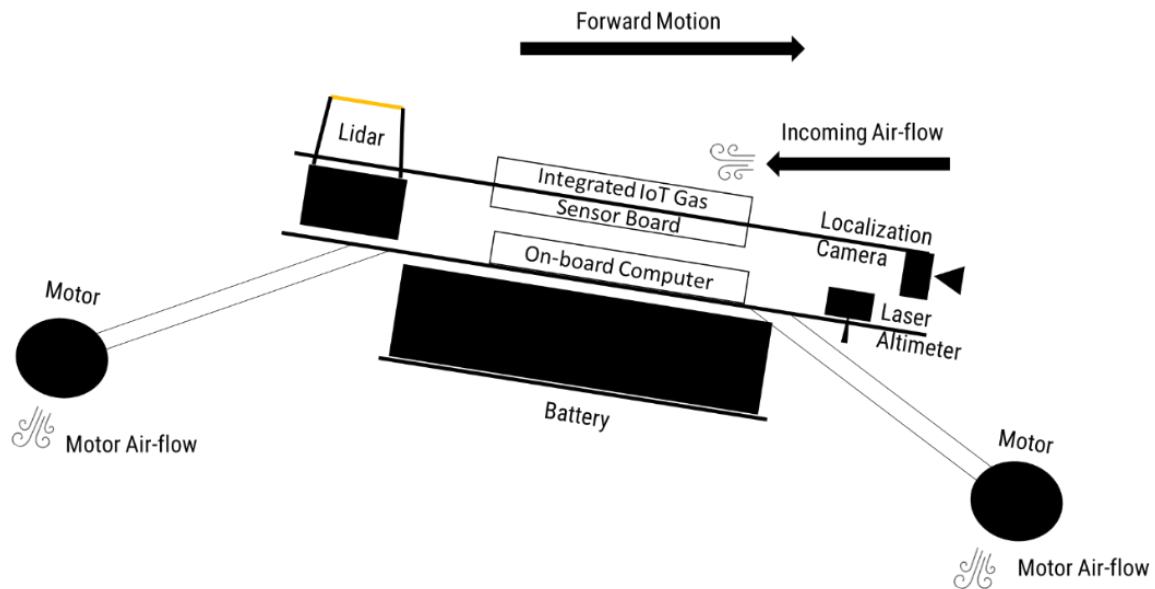 Forward Motion
Lidar
Incoming Air-flow
Integrated IoT Gas
Sensor Board
Localization
Camera
On-board Computer
Laser
Altimeter
Motor
Motor Air-flow
Battery
Motor
Motor Air-flow